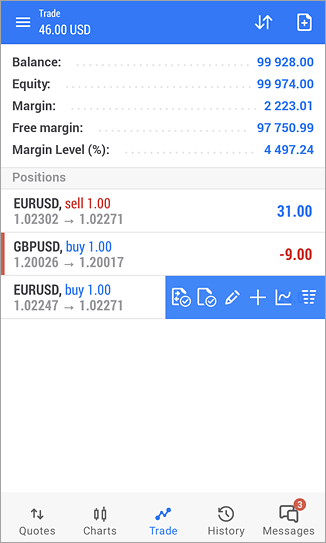 Trade
46.00 USD
Balance: 99 928.00
Equity: 99 974.00
Margin: 2 223.01
Free margin: 97 750.99
Margin Level (%): 4 497.24
Positions
EURUSD, sell 1.00
1.02302 → 1.02271
31.00
GBPUSD, buy 1.00
1.20026 → 1.20017
-9.00
EURUSD, buy 1.00
1.02247 → 1.02271
3
Quotes Charts Trade History Messages